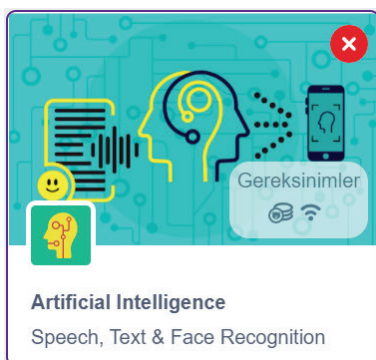 Gereksinimler
Artificial Intelligence
Speech, Text & Face Recognition